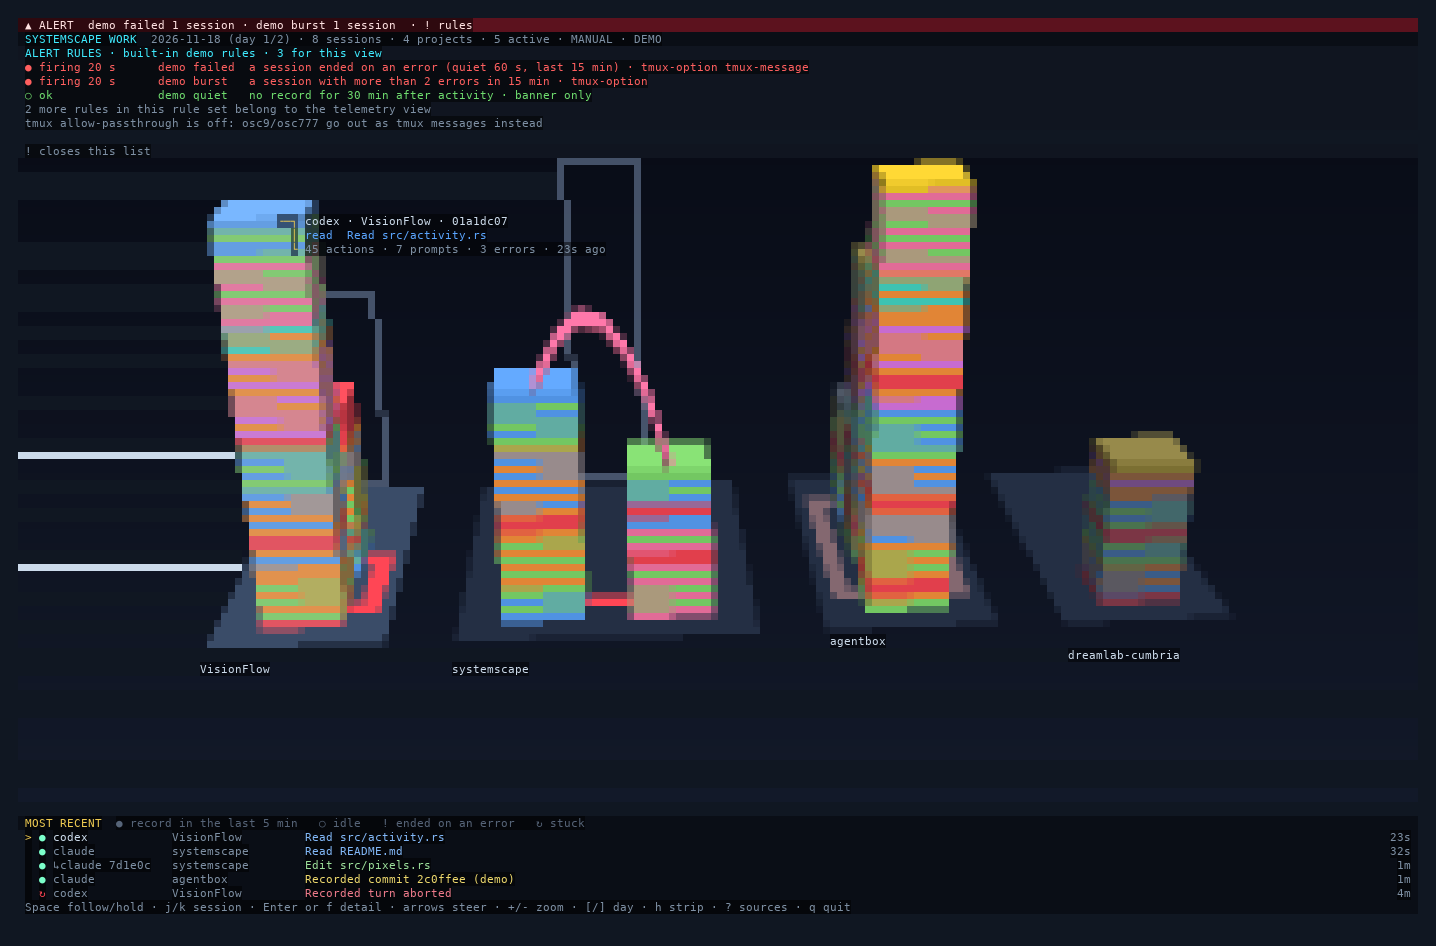 ▲ ALERT  demo failed 1 session · demo burst 1 session  · ! rules
SYSTEMSCAPE WORK  2026-11-18 (day 1/2) · 8 sessions · 4 projects · 5 active · MANUAL · DEMO
ALERT RULES · built-in demo rules · 3 for this view
● firing 20 s      demo failed  a session ended on an error (quiet 60 s, last 15 min) · tmux-option tmux-message
● firing 20 s      demo burst   a session with more than 2 errors in 15 min · tmux-option
○ ok               demo quiet   no record for 30 min after activity · banner only
2 more rules in this rule set belong to the telemetry view
tmux allow-passthrough is off: osc9/osc777 go out as tmux messages instead
! closes this list
codex · VisionFlow · 01a1dc07
read  Read src/activity.rs
45 actions · 7 prompts · 3 errors · 23s ago
agentbox
dreamlab-cumbria
VisionFlow
systemscape
MOST RECENT  ● record in the last 5 min   ○ idle   ! ended on an error   ↻ stuck
> ● codex            VisionFlow         Read src/activity.rs  23s
● claude           systemscape        Read README.md  32s
● ↳claude 7d1e0c   systemscape        Edit src/pixels.rs  1m
● claude           agentbox           Recorded commit 2c0ffee (demo)  1m
↻ codex            VisionFlow         Recorded turn aborted  4m
Space follow/hold · j/k session · Enter or f detail · arrows steer · +/- zoom · [/] day · h strip · ? sources · q quit